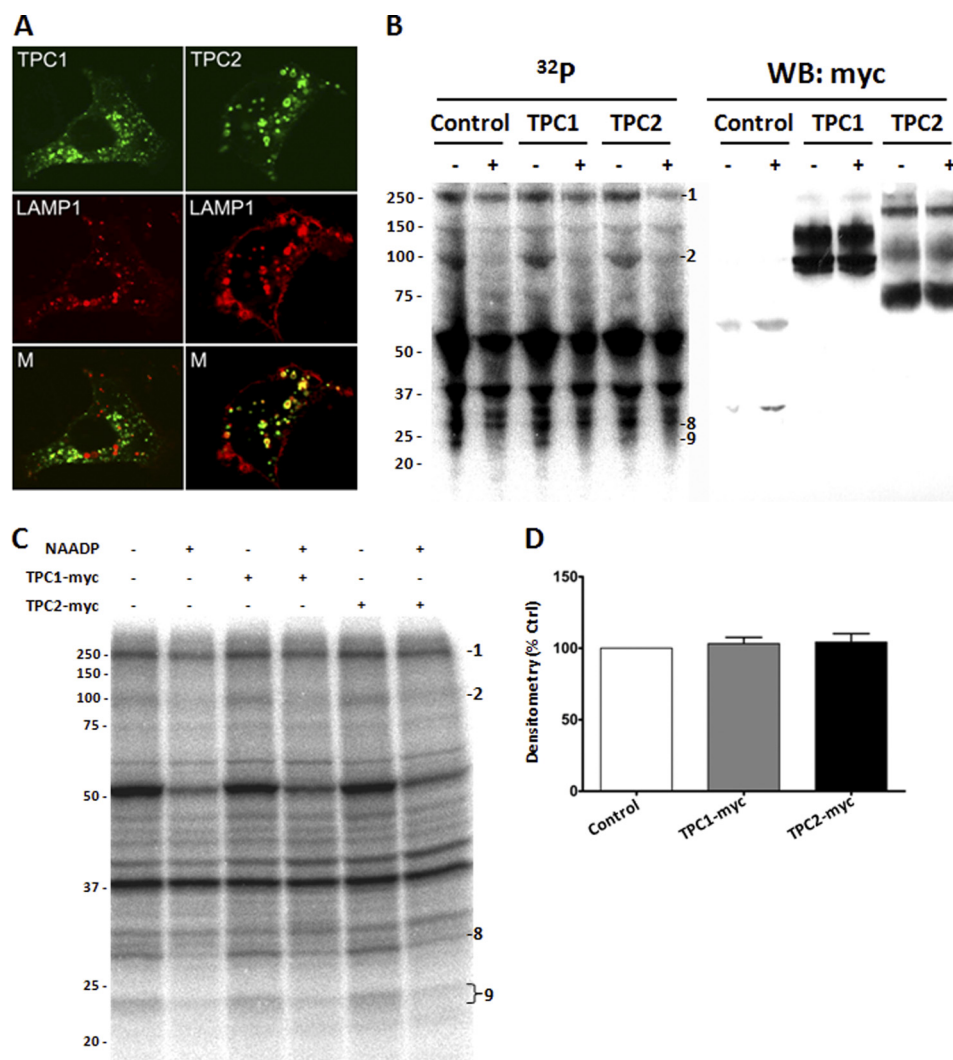 A
TPC1
TPC2
LAMP1
LAMP1
M
M
B
32P
WB: myc
Control TPC1 TPC2
Control TPC1 TPC2
- + - + - +
- + - + - +
250 -
150 -
100 -
75 -
50 -
37 -
25 -
20 -
-1
-2
-8
-9
C
NAADP - + - + - +
TPC1-myc - - + + - -
TPC2-myc - - - - + +
250 -
150 -
100 -
75 -
50 -
37 -
25 -
20 -
-1
-2
-8
-9
D
Densitometry (% Ctrl)
150
100
50
0
Control
TPC1-myc
TPC2-myc